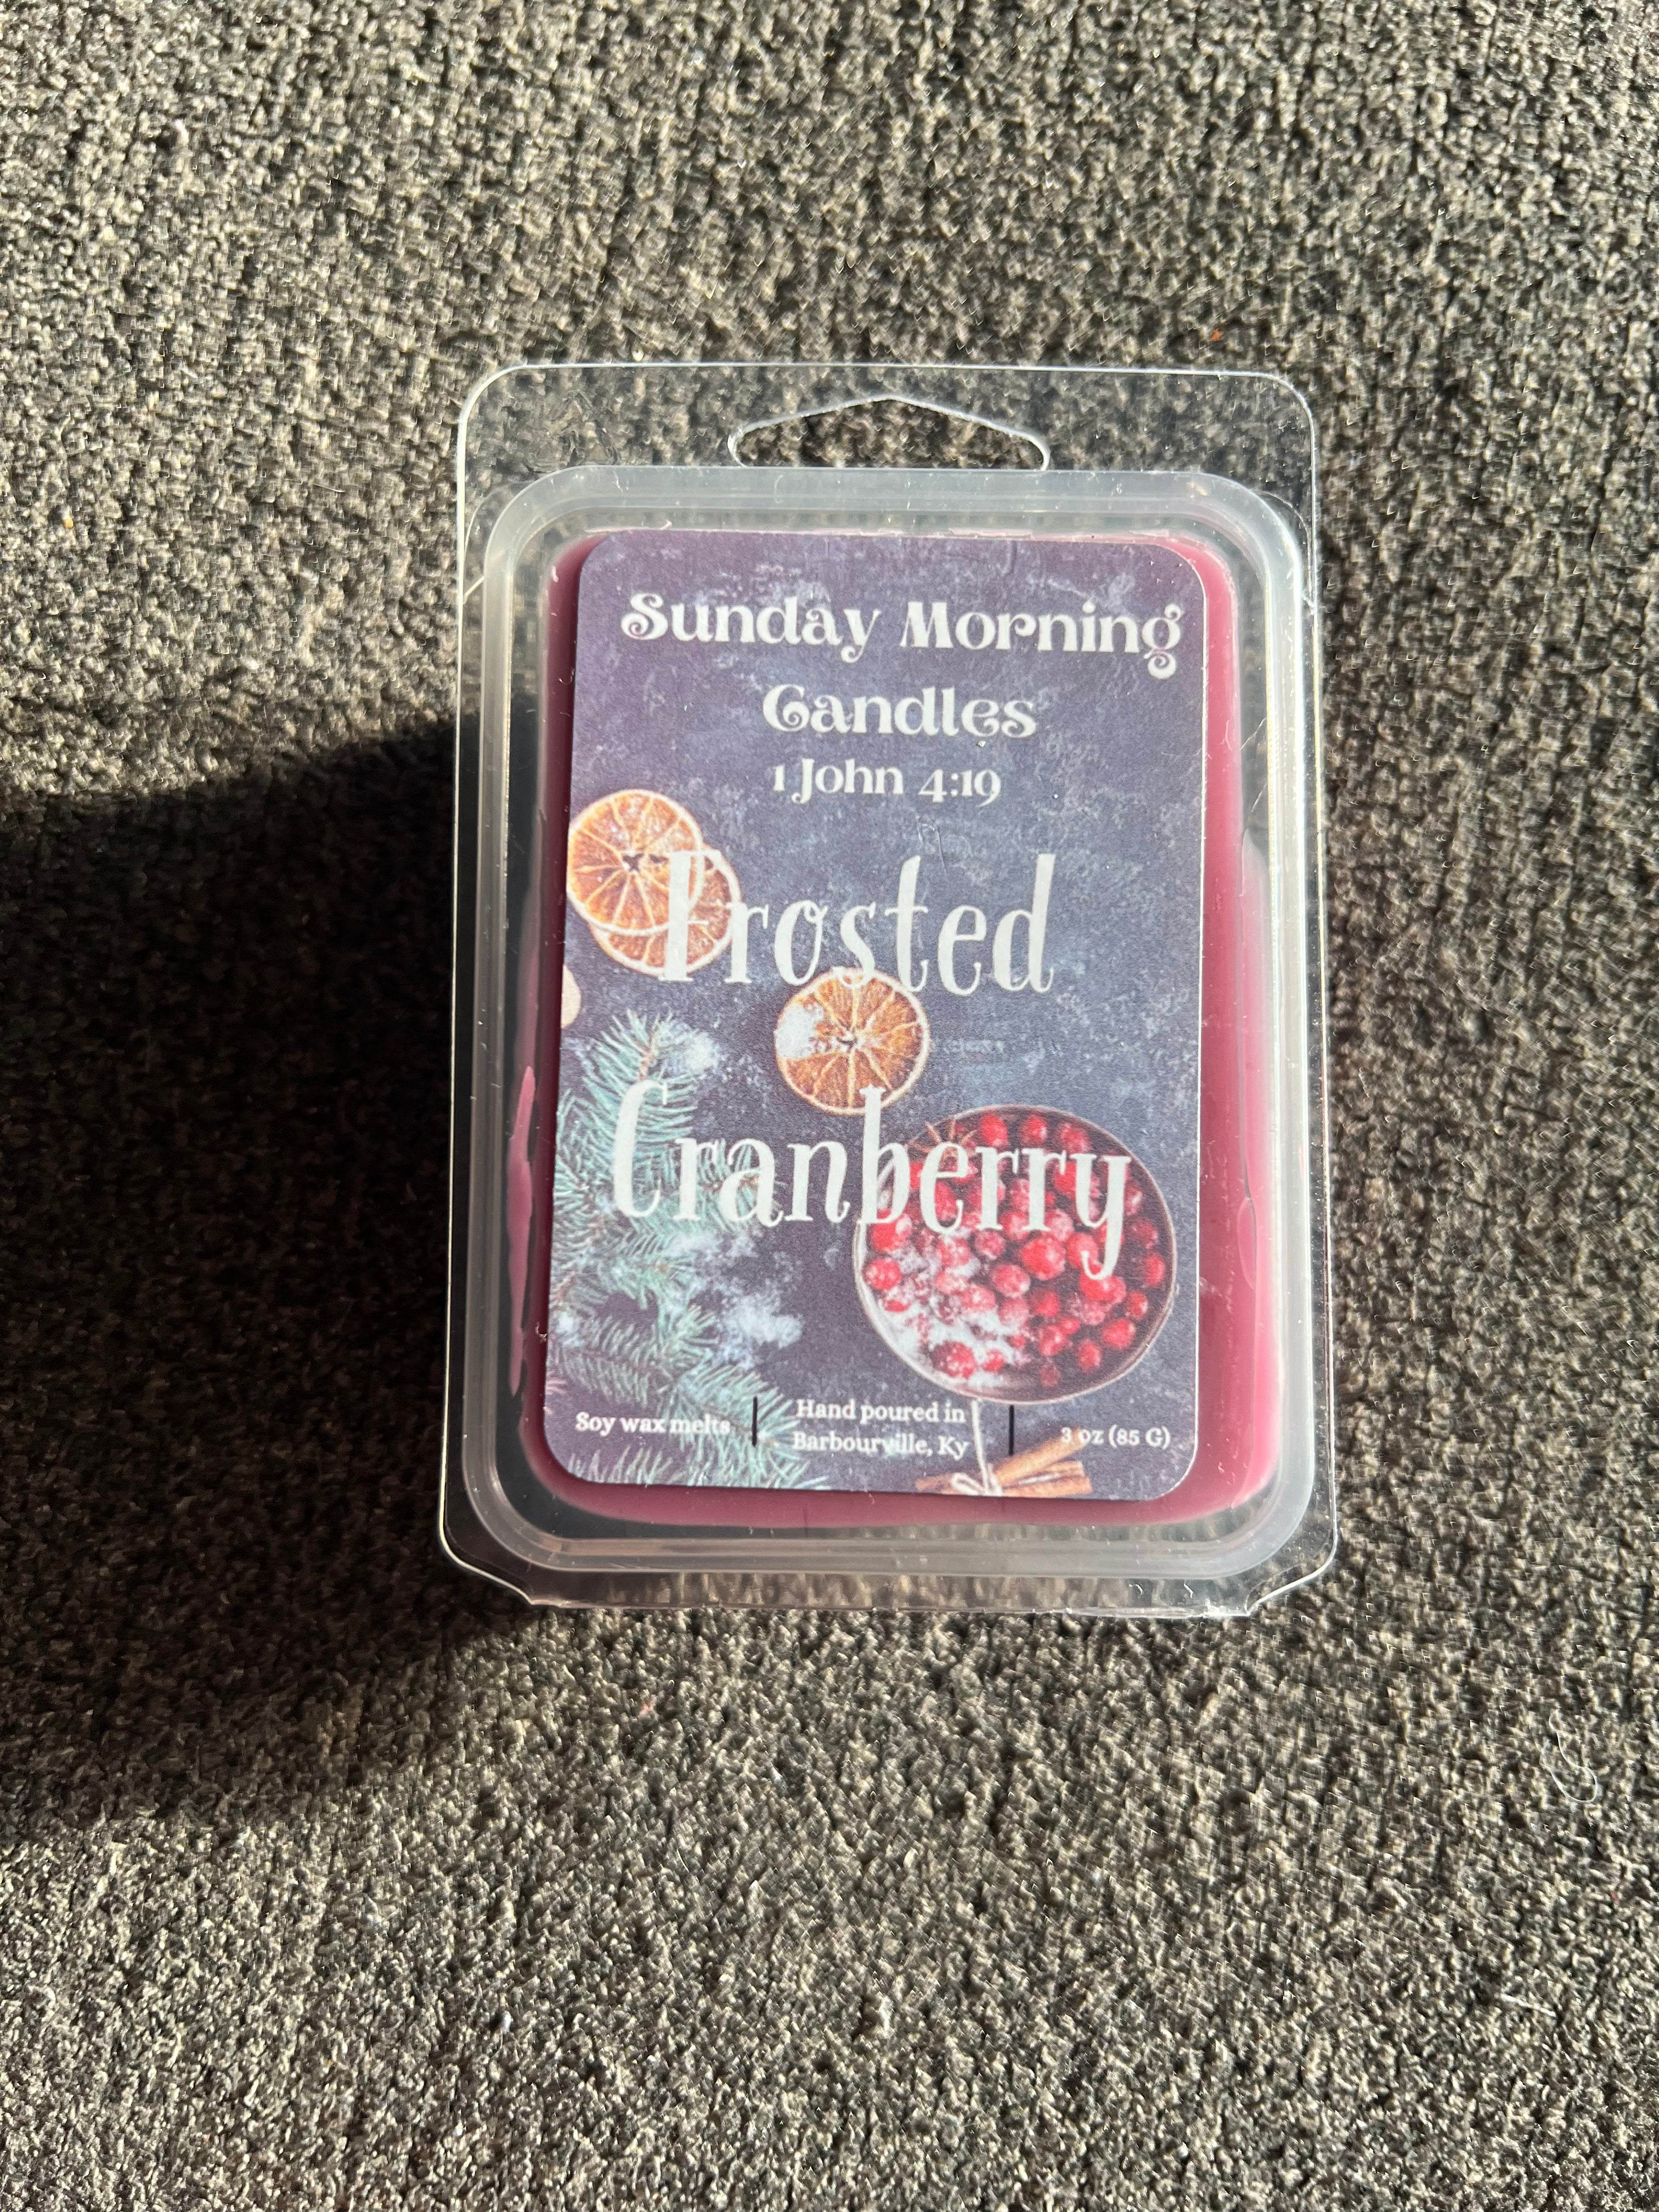 Sunday Morning
Candles
1 John 4:19
Frosted
Cranberry
Soy wax melts
Hand poured in
Barbourville, Ky
3 oz (85 G)